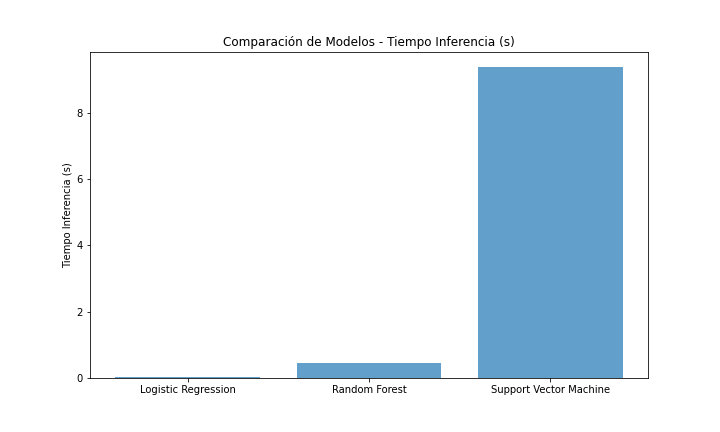 Comparación de Modelos - Tiempo Inferencia (s)
Tiempo Inferencia (s)
8
6
4
2
0
Logistic Regression
Random Forest
Support Vector Machine